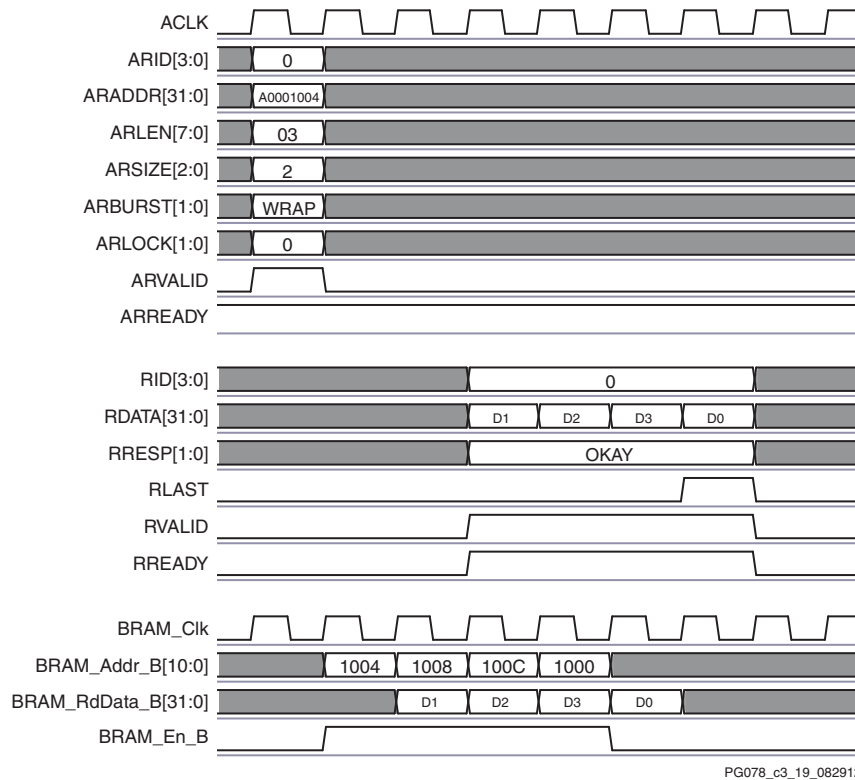 ACLK
ARID[3:0] 0
ARADDR[31:0] A0001004
ARLEN[7:0] 03
ARSIZE[2:0] 2
ARBURST[1:0] WRAP
ARLOCK[1:0] 0
ARVALID
ARREADY
RID[3:0] 0
RDATA[31:0] D1 D2 D3 D0
RRESP[1:0] OKAY
RLAST
RVALID
RREADY
BRAM_Clk
BRAM_Addr_B[10:0] 1004 1008 100C 1000
BRAM_RdData_B[31:0] D1 D2 D3 D0
BRAM_En_B
PG078_c3_19_082912